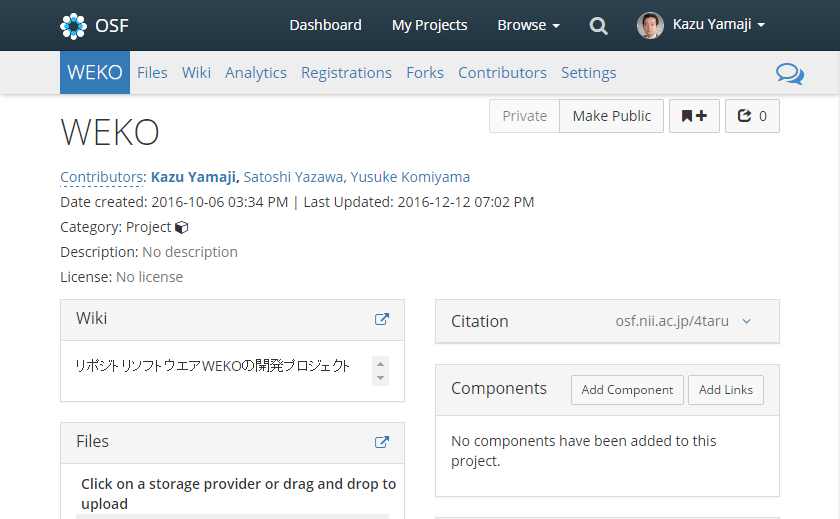 OSF Dashboard My Projects Browse Kazu Yamaji
WEKO Files Wiki Analytics Registrations Forks Contributors Settings
WEKO
Private Make Public 0
Contributors: Kazu Yamaji, Satoshi Yazawa, Yusuke Komiyama
Date created: 2016-10-06 03:34 PM | Last Updated: 2016-12-12 07:02 PM
Category: Project
Description: No description
License: No license
Wiki
リポジトリソフトウエアWEKOの開発プロジェクト
Files
Click on a storage provider or drag and drop to
upload
Citation osf.nii.ac.jp/4taru
Components Add Component Add Links
No components have been added to this
project.